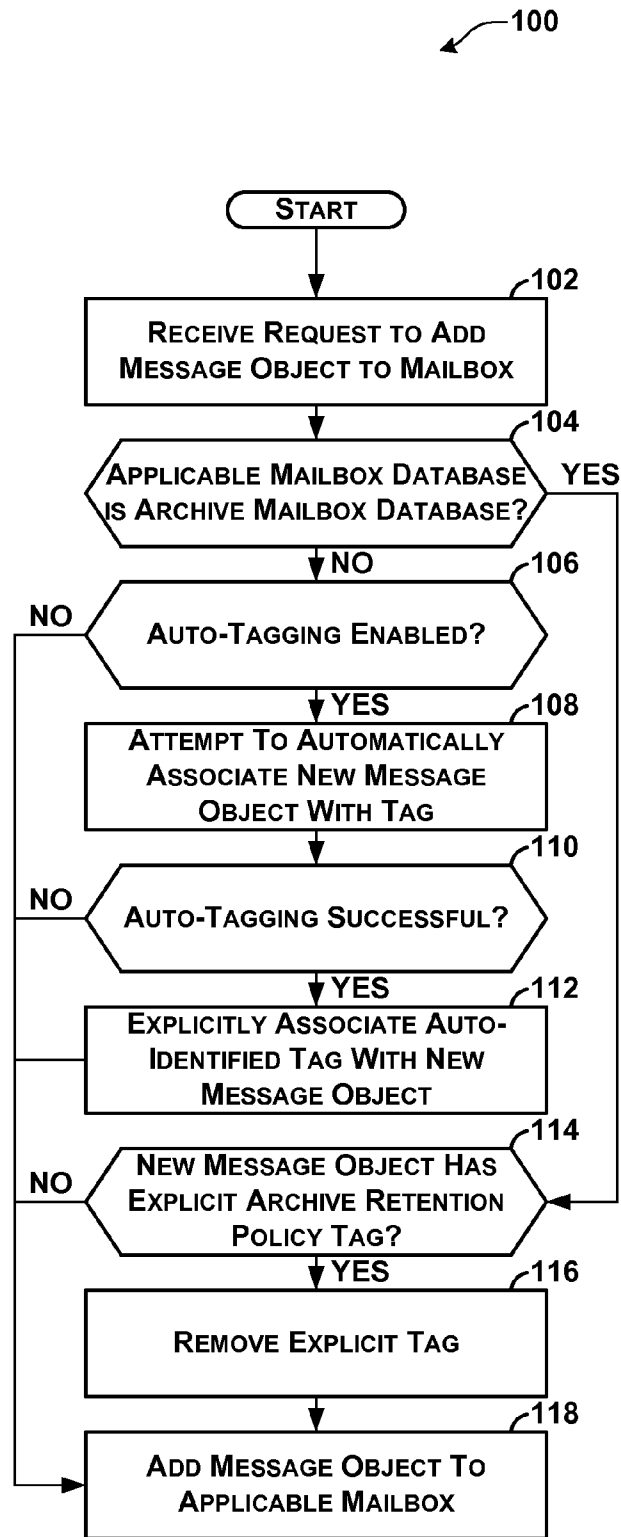 100
START
102
RECEIVE REQUEST TO ADD
MESSAGE OBJECT TO MAILBOX
104
APPLICABLE MAILBOX DATABASE
IS ARCHIVE MAILBOX DATABASE?
YES
NO
106
NO
AUTO-TAGGING ENABLED?
YES
108
ATTEMPT TO AUTOMATICALLY
ASSOCIATE NEW MESSAGE
OBJECT WITH TAG
110
NO
AUTO-TAGGING SUCCESSFUL?
YES
112
EXPLICITLY ASSOCIATE AUTO-
IDENTIFIED TAG WITH NEW
MESSAGE OBJECT
114
NO
NEW MESSAGE OBJECT HAS
EXPLICIT ARCHIVE RETENTION
POLICY TAG?
YES
116
REMOVE EXPLICIT TAG
118
ADD MESSAGE OBJECT TO
APPLICABLE MAILBOX